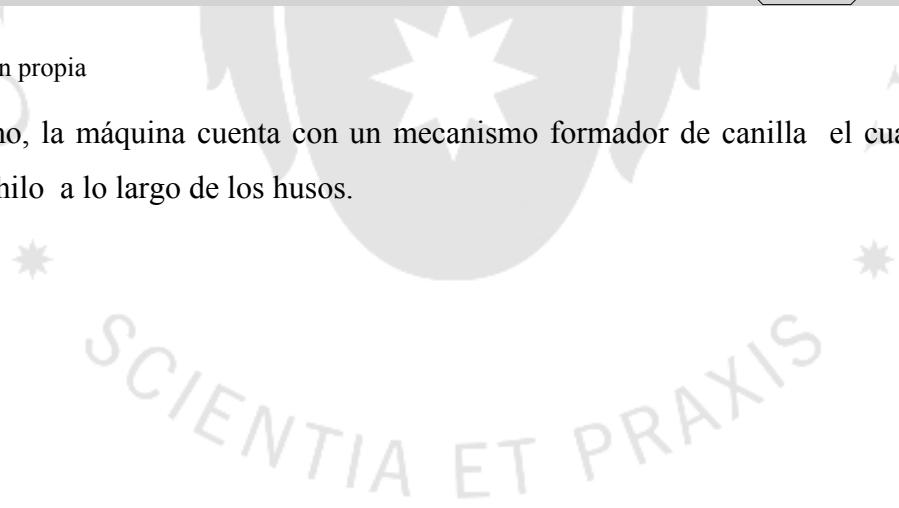 n propia
no, la máquina cuenta con un mecanismo formador de canilla el cua
hilo a lo largo de los husos.
SCIENTIA ET PRAXIS